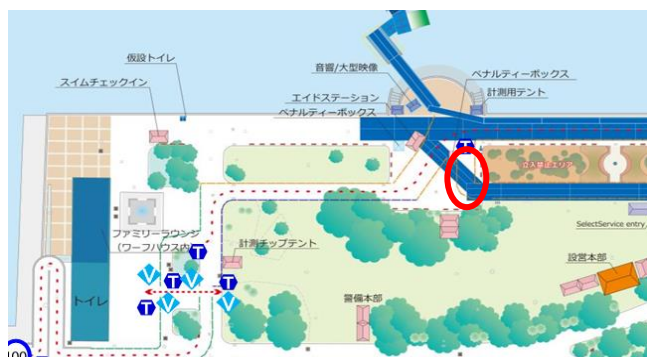 仮設トイレ
音響/大型映像
ペナルティーボックス
スイムチェックイン
エイドステーション
計測用テント
ペナルティーボックス
T
立入禁止エリア
ファミリーラウンジ
(ワーフハウス内)
計測チップテント
SelectService entry
T
設営本部
V
V
T
T
トイレ
T
V
V
警備本部
100